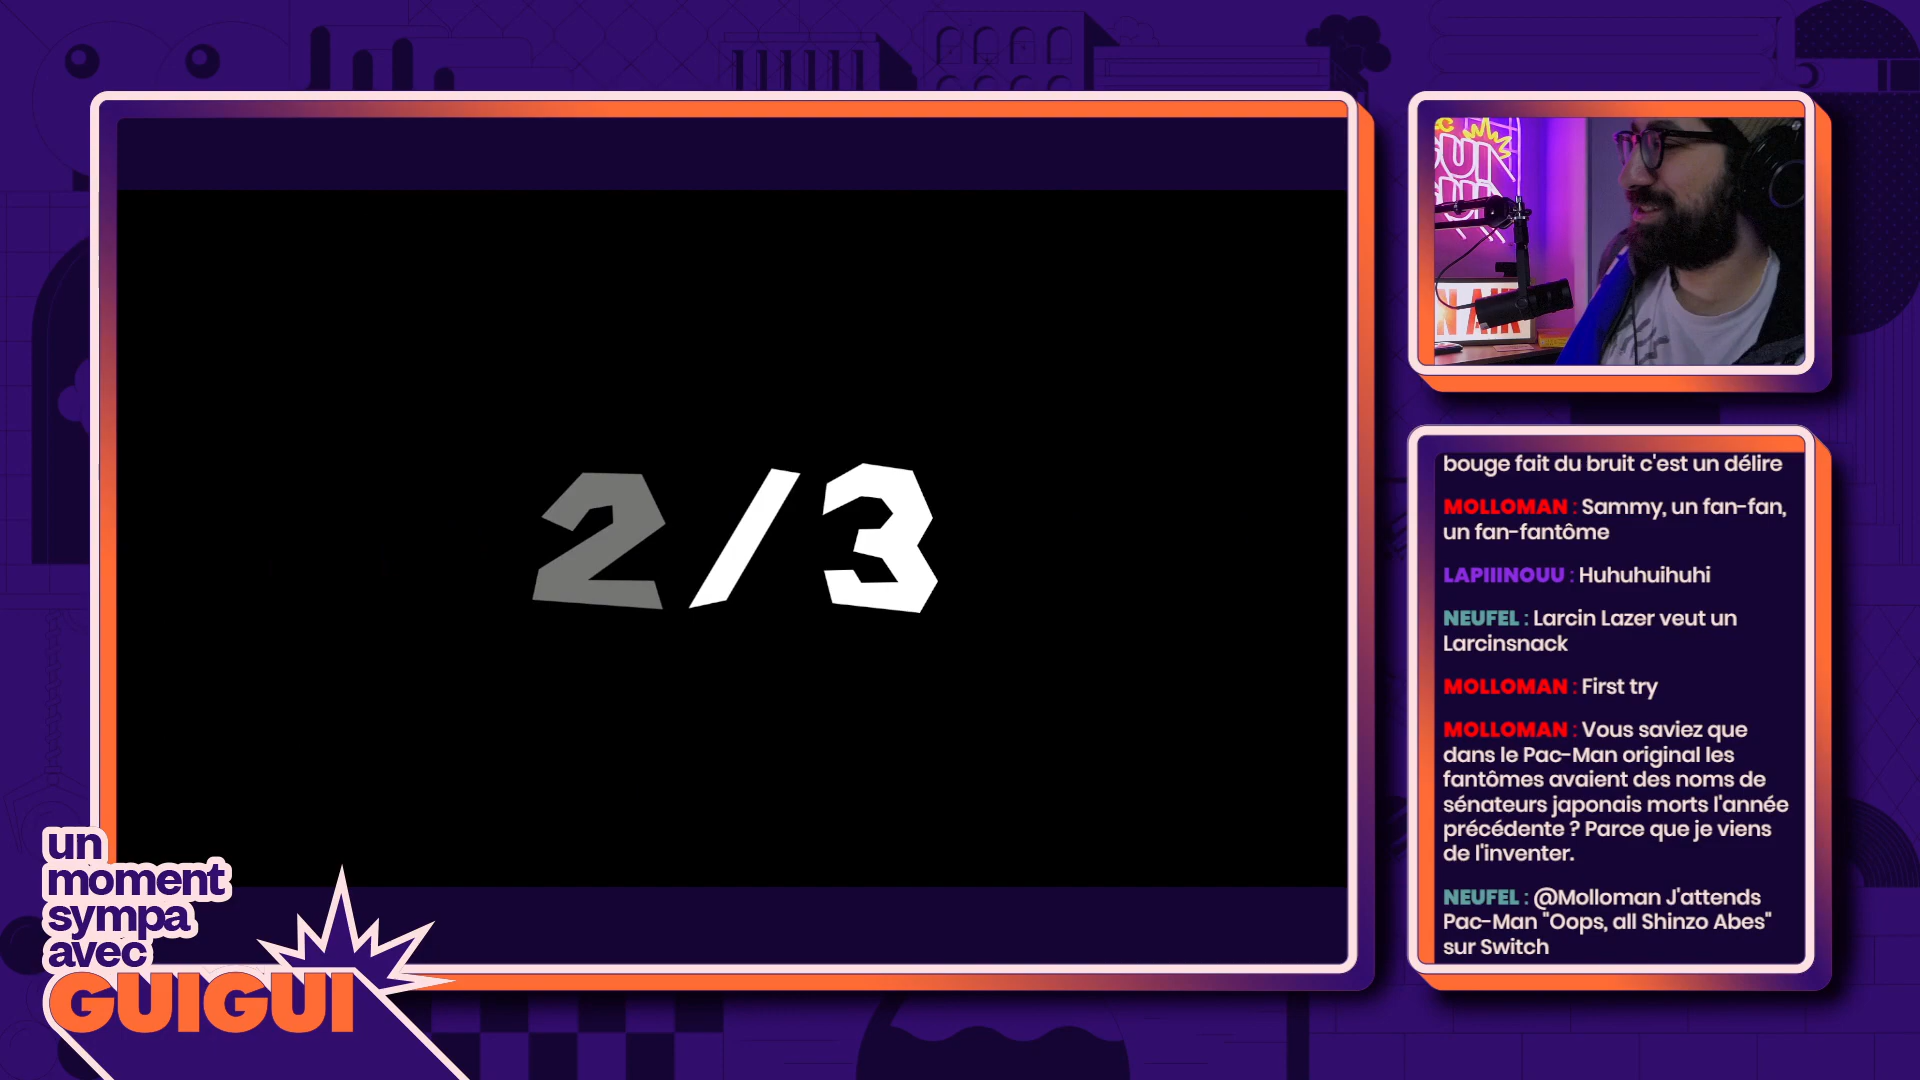 2/3
GUI
ON AIR
bouge fait du bruit c'est un délire
MOLLOMAN : Sammy, un fan-fan,
un fan-fantôme
LAPIIINOUU : Huhuhuihuhi
NEUFEL : Larcin Lazer veut un
Larcinsnack
MOLLOMAN : First try
MOLLOMAN : Vous saviez que
dans le Pac-Man original les
fantômes avaient des noms de
sénateurs japonais morts l'année
précédente ? Parce que je viens
de l'inventer.
NEUFEL : @Molloman J'attends
Pac-Man "Oops, all Shinzo Abes"
sur Switch
un
moment
sympa
avec
GUIGUI